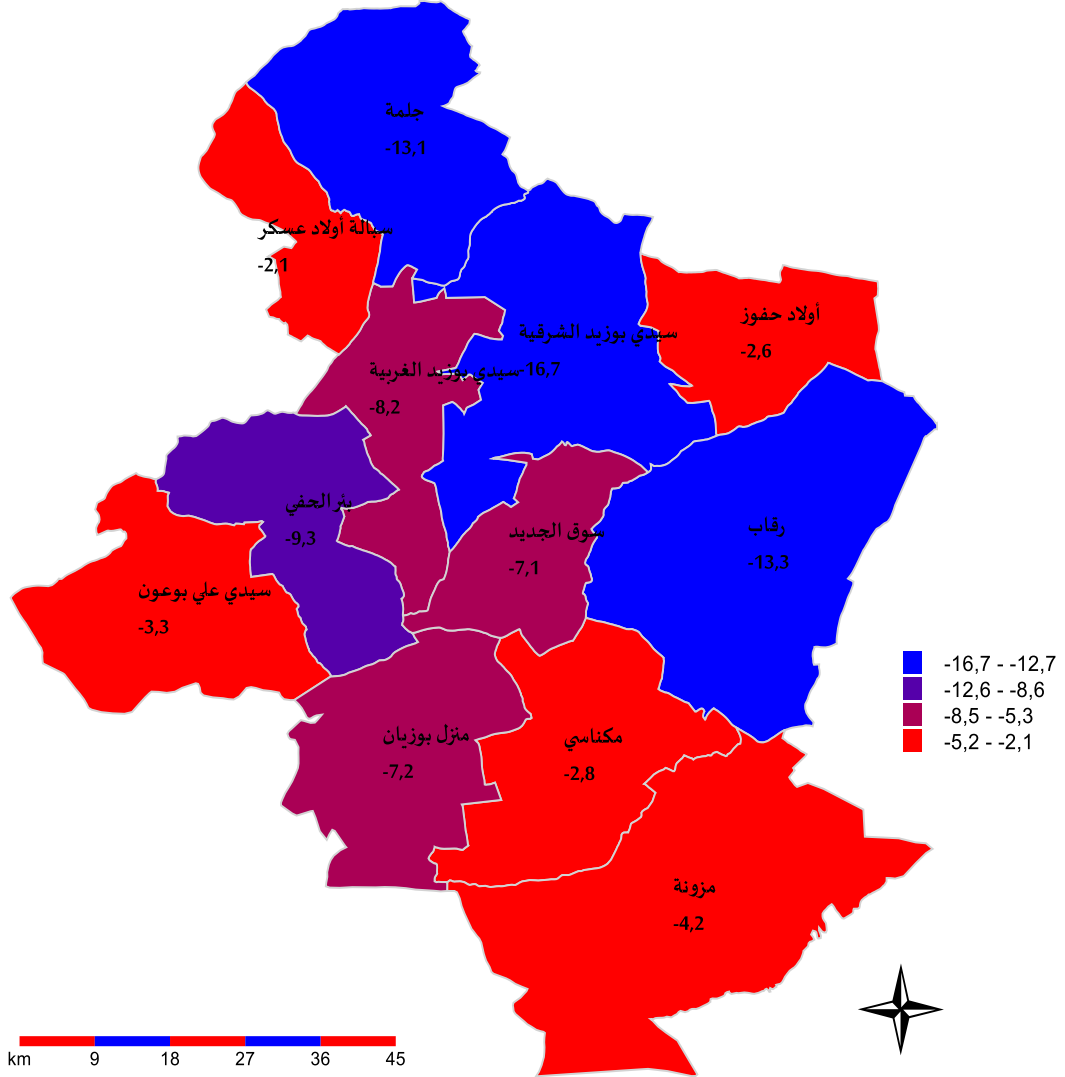 جلمة
-13,1
سبالة أولاد عسكر
-2,1
أولاد حفوز
-2,6
سيدي بوزيد الشرقية
-16,7
سيدي بوزيد الغربية
-8,2
بئر الحفي
-9,3
سوق الجديد
-7,1
رقاب
-13,3
سيدي علي بوعون
-3,3
منزل بوزيان
-7,2
مكناسي
-2,8
مزونة
-4,2
-16,7 - -12,7
-12,6 - -8,6
-8,5 - -5,3
-5,2 - -2,1
km 9 18 27 36 45